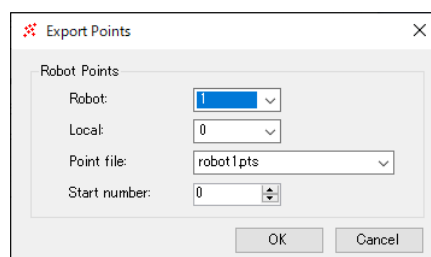 Export Points
Robot Points
Robot: 1
Local: 0
Point file: robot1.pts
Start number: 0
OK Cancel